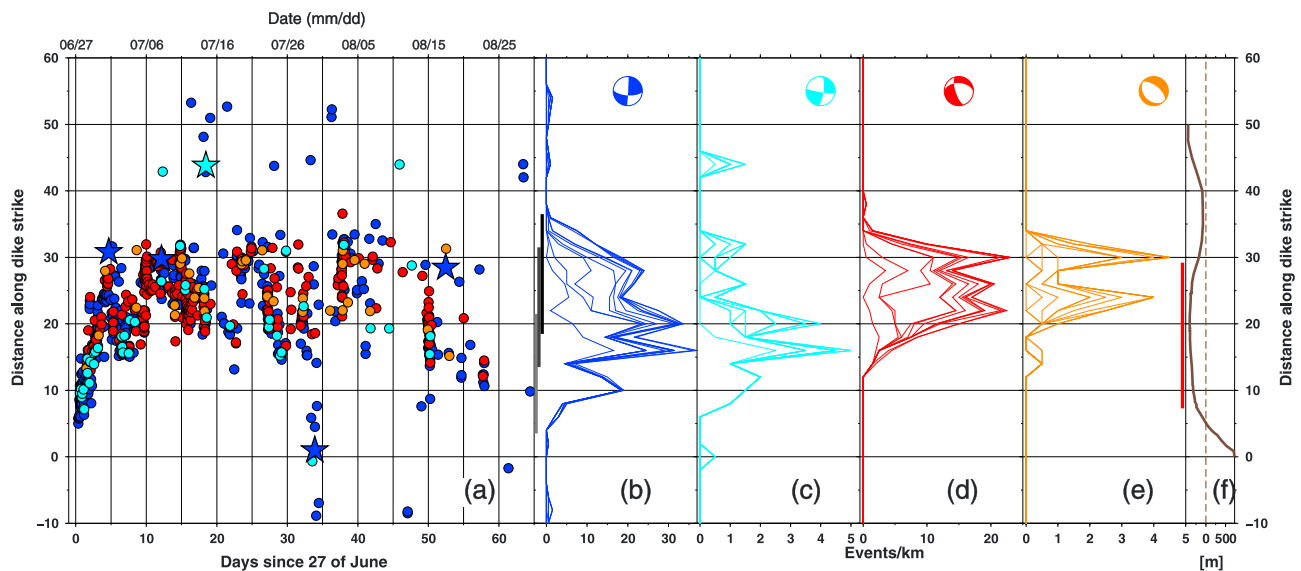 Date (mm/dd)
06/27 07/06 07/16 07/26 08/05 08/15 08/25
60 60
50 50
40 40
30 30
20 20
10 10
0 0
−10 −10
Distance along dike strike
Distance along dike strike
(a) (b) (c) (d) (e) (f)
0 10 20 30 40 50 60 0 10 20 30 0 1 2 3 4 5 0 10 20 0 1 2 3 4 5 0 500
Days since 27 of June
Events/km
[m]